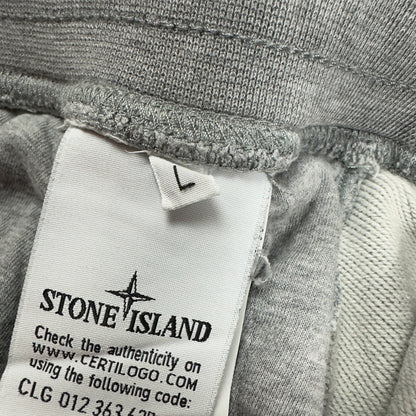 L
STONE ISLAND
Check the authenticity on
WWW.CERTILOGO.COM
using the following code:
CLG 012 363